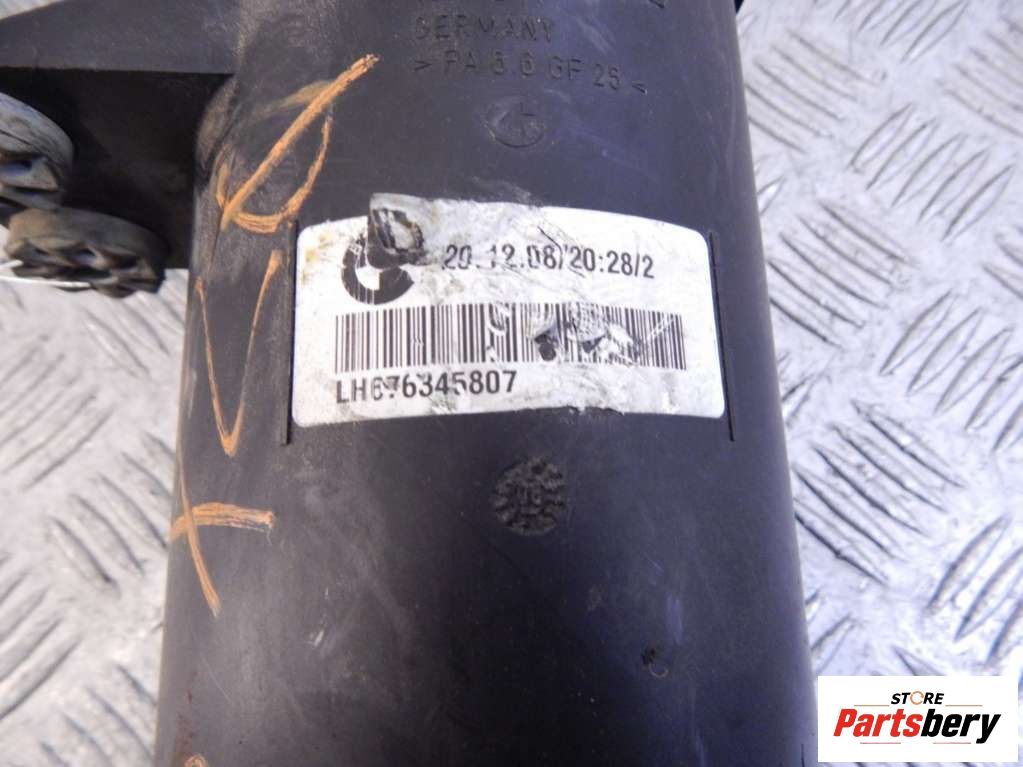 GERMANY
> PA 6.6 GF 25 <
20.12.08/20:28/2
LH676345807
STORE
Partsbery